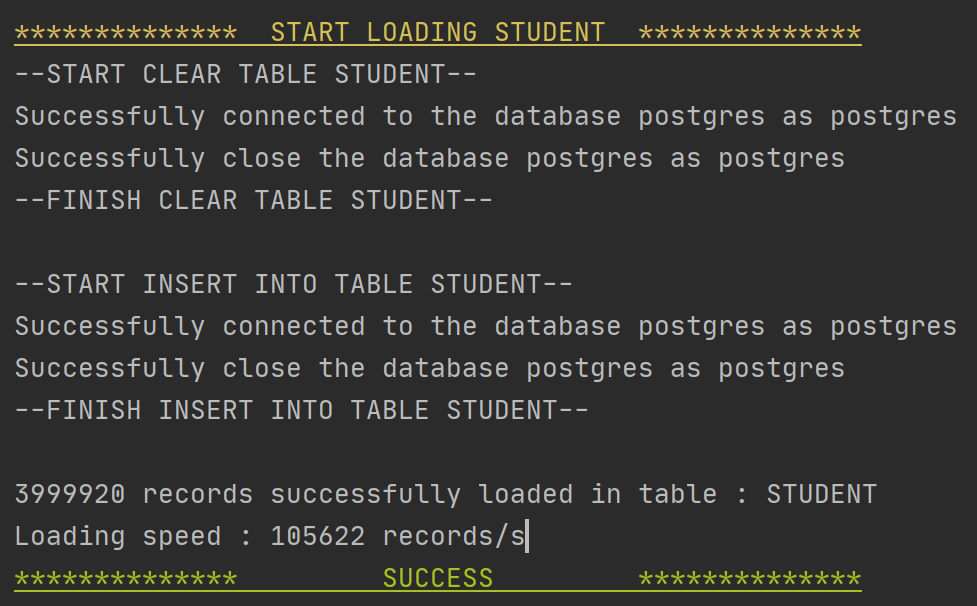 ************** START LOADING STUDENT **************
--START CLEAR TABLE STUDENT--
Successfully connected to the database postgres as postgres
Successfully close the database postgres as postgres
--FINISH CLEAR TABLE STUDENT--
--START INSERT INTO TABLE STUDENT--
Successfully connected to the database postgres as postgres
Successfully close the database postgres as postgres
--FINISH INSERT INTO TABLE STUDENT--
3999920 records successfully loaded in table : STUDENT
Loading speed : 105622 records/s
************** SUCCESS **************